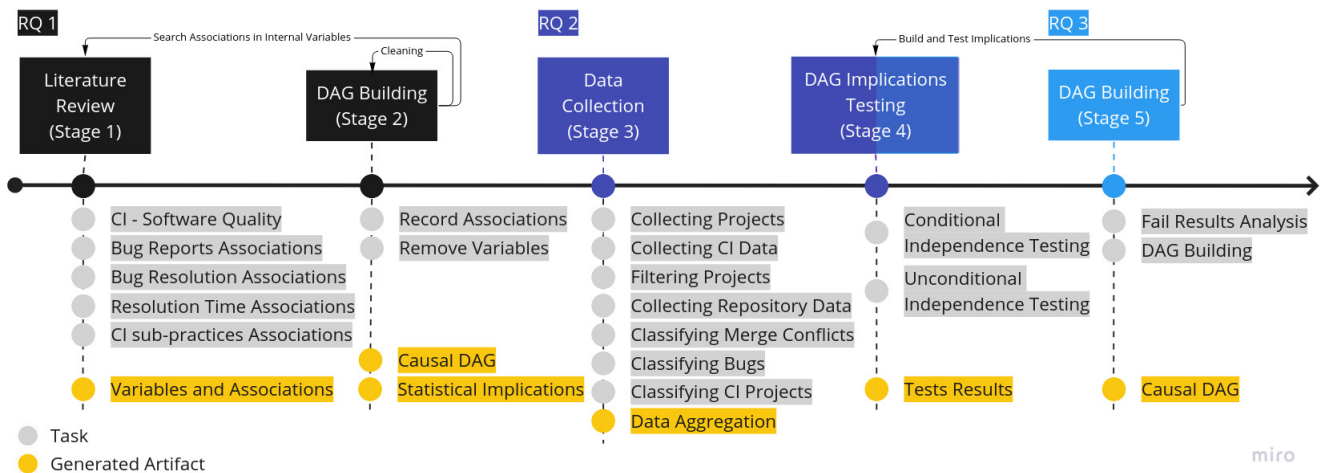 RQ 1
RQ 2
RQ 3
Search Associations in Internal Variables
Cleaning
Build and Test Implications
Literature
Review
(Stage 1)
DAG Building
(Stage 2)
Data
Collection
(Stage 3)
DAG Implications
Testing
(Stage 4)
DAG Building
(Stage 5)
CI - Software Quality
Bug Reports Associations
Bug Resolution Associations
Resolution Time Associations
CI sub-practices Associations
Variables and Associations
Record Associations
Remove Variables
Causal DAG
Statistical Implications
Collecting Projects
Collecting CI Data
Filtering Projects
Collecting Repository Data
Classifying Merge Conflicts
Classifying Bugs
Classifying CI Projects
Data Aggregation
Conditional
Independence Testing
Unconditional
Independence Testing
Tests Results
Fail Results Analysis
DAG Building
Causal DAG
Task
Generated Artifact
miro